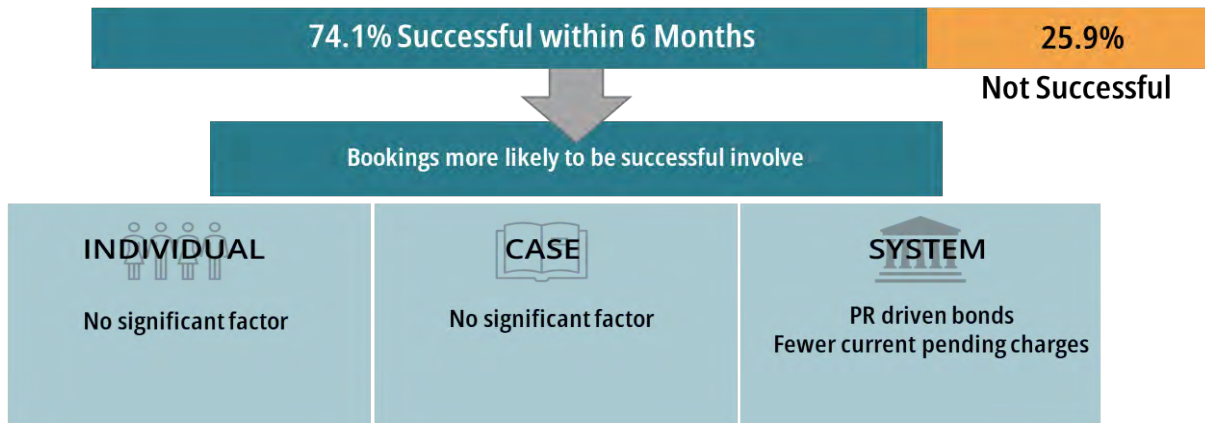 74.1% Successful within 6 Months
25.9%
Not Successful
Bookings more likely to be successful involve
INDIVIDUAL
No significant factor
CASE
No significant factor
SYSTEM
PR driven bonds
Fewer current pending charges